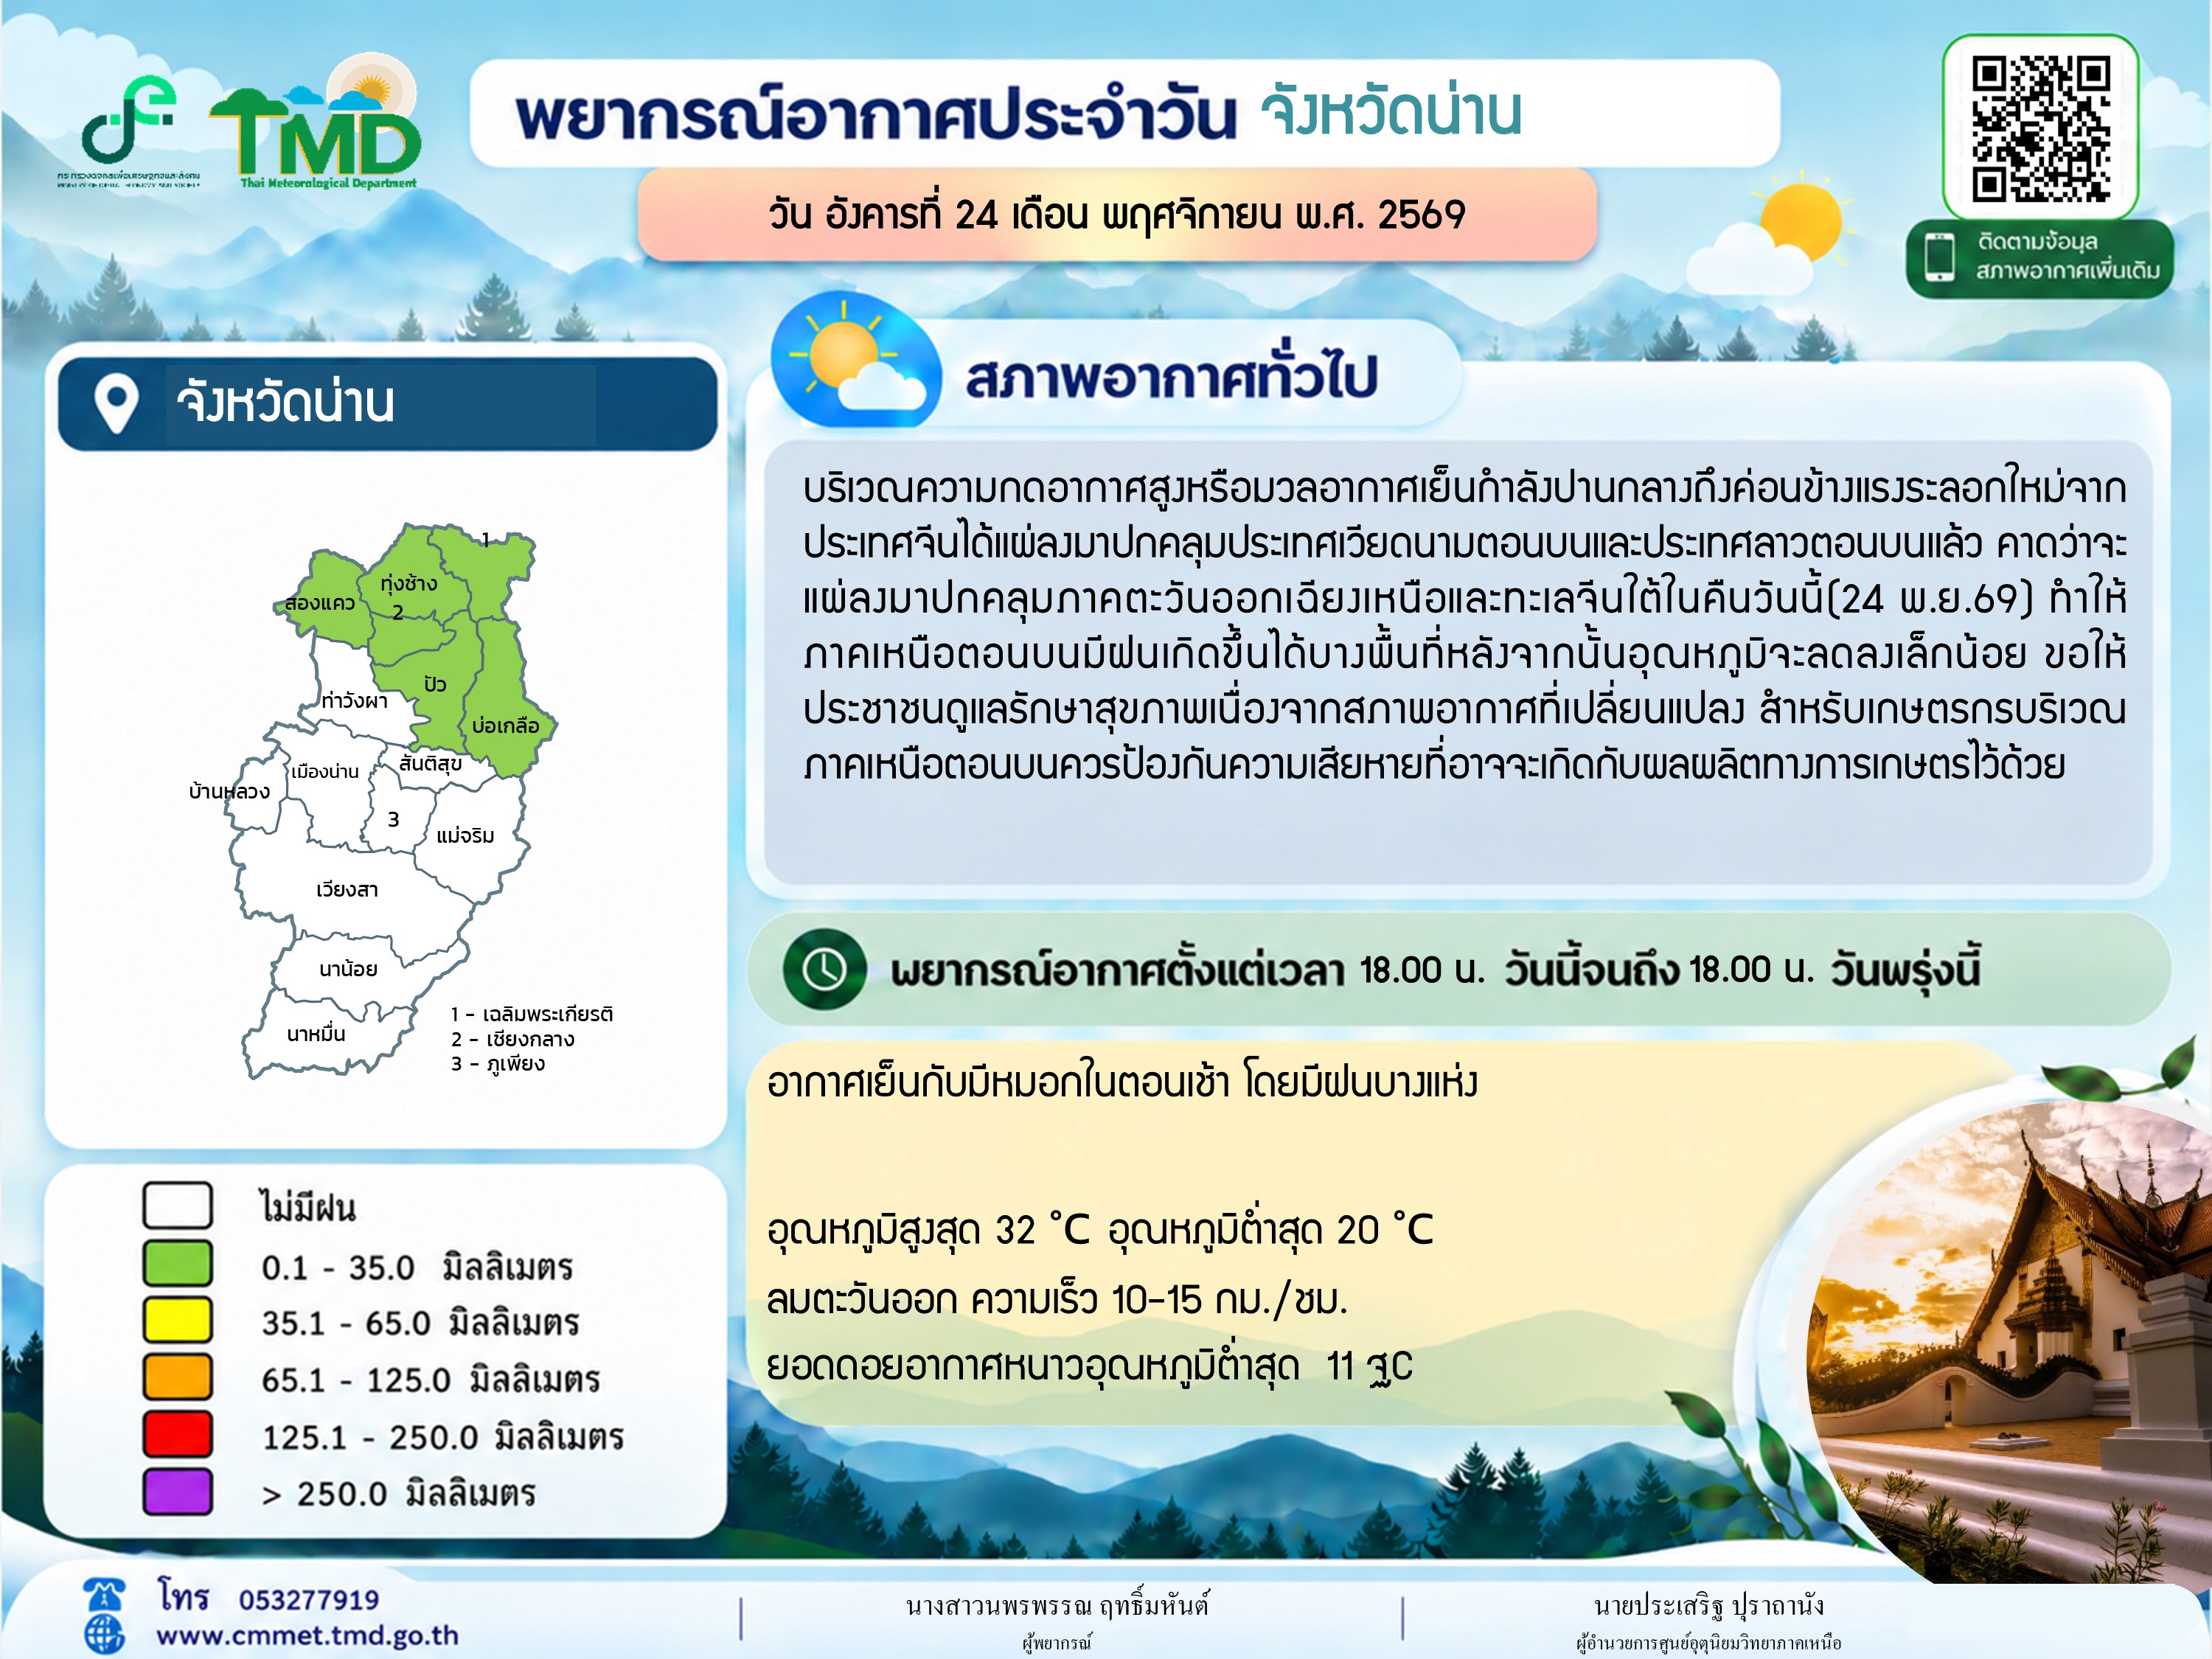 พยากรณ์อากาศประจำวัน จังหวัดน่าน
TMD
Thai Meteorological Department
วัน อังคารที่ 24 เดือน พฤศจิกายน พ.ศ. 2569
ติดตามข้อมูล
สภาพอากาศเพิ่มเติม
จังหวัดน่าน
1
ทุ่งช้าง
สองแคว
2
ปัว
ท่าวังผา
บ่อเกลือ
สันติสุข
เมืองน่าน
บ้านหลวง
3
แม่จริม
เวียงสา
นาน้อย
นาหมื่น
1 - เฉลิมพระเกียรติ
2 - เชียงกลาง
3 - ภูเพียง
ไม่มีฝน
0.1 - 35.0 มิลลิเมตร
35.1 - 65.0 มิลลิเมตร
65.1 - 125.0 มิลลิเมตร
125.1 - 250.0 มิลลิเมตร
> 250.0 มิลลิเมตร
สภาพอากาศทั่วไป
บริเวณความกดอากาศสูงหรือมวลอากาศเย็นกำลังปานกลางถึงค่อนข้างแรงระลอกใหม่จาก
ประเทศจีนได้แผ่ลงมาปกคลุมประเทศเวียดนามตอนบนและประเทศลาวตอนบนแล้ว คาดว่าจะ
แผ่ลงมาปกคลุมภาคตะวันออกเฉียงเหนือและทะเลจีนใต้ในคืนวันนี้(24 พ.ย.69) ทำให้
ภาคเหนือตอนบนมีฝนเกิดขึ้นได้บางพื้นที่หลังจากนั้นอุณหภูมิจะลดลงเล็กน้อย ขอให้
ประชาชนดูแลรักษาสุขภาพเนื่องจากสภาพอากาศที่เปลี่ยนแปลง สำหรับเกษตรกรบริเวณ
ภาคเหนือตอนบนควรป้องกันความเสียหายที่อาจจะเกิดกับผลผลิตทางการเกษตรไว้ด้วย
พยากรณ์อากาศตั้งแต่เวลา 18.00 น. วันนี้จนถึง 18.00 น. วันพรุ่งนี้
อากาศเย็นกับมีหมอกในตอนเช้า โดยมีฝนบางแห่ง
อุณหภูมิสูงสุด 32 °C อุณหภูมิต่ำสุด 20 °C
ลมตะวันออก ความเร็ว 10-15 กม./ชม.
ยอดดอยอากาศหนาวอุณหภูมิต่ำสุด 11 ฐC
โทร 053277919
www.cmmet.tmd.go.th
นางสาวนพรพรรณ ฤทธิ์มหันต์
ผู้พยากรณ์
นายประเสริฐ ปุราถานัง
ผู้อำนวยการศูนย์อุตุนิยมวิทยาภาคเหนือ